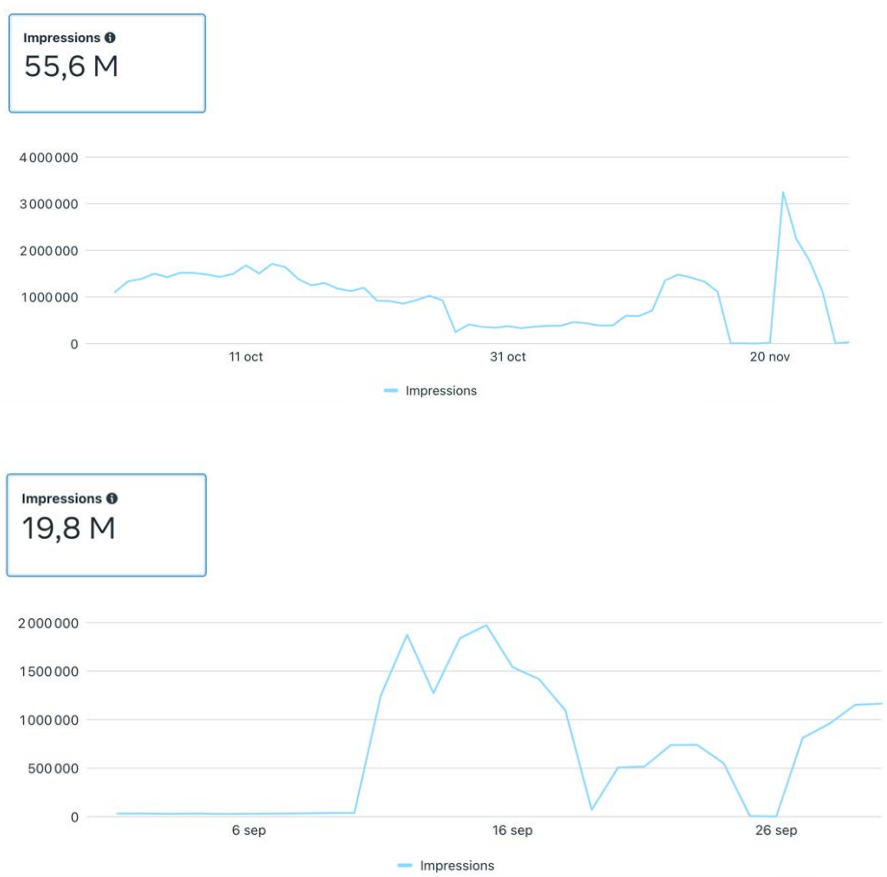 Impressions
55,6 M
4 000 000
3 000 000
2 000 000
1 000 000
0
11 oct
31 oct
20 nov
Impressions
Impressions
19,8 M
2 000 000
1 500 000
1 000 000
500 000
0
6 sep
16 sep
26 sep
Impressions